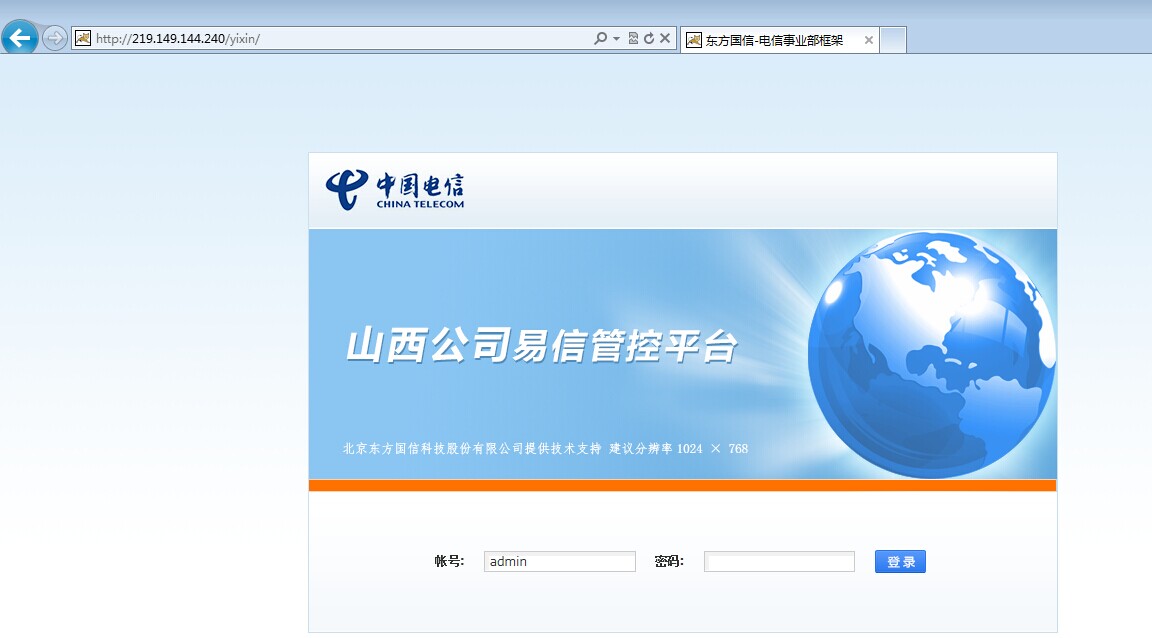 http://219.149.144.240/yixin/
东方国信-电信事业部框架
中国电信
CHINA TELECOM
山西公司易信管控平台
北京东方国信科技股份有限公司提供技术支持 建议分辨率 1024 × 768
帐号: admin 密码: 登 录